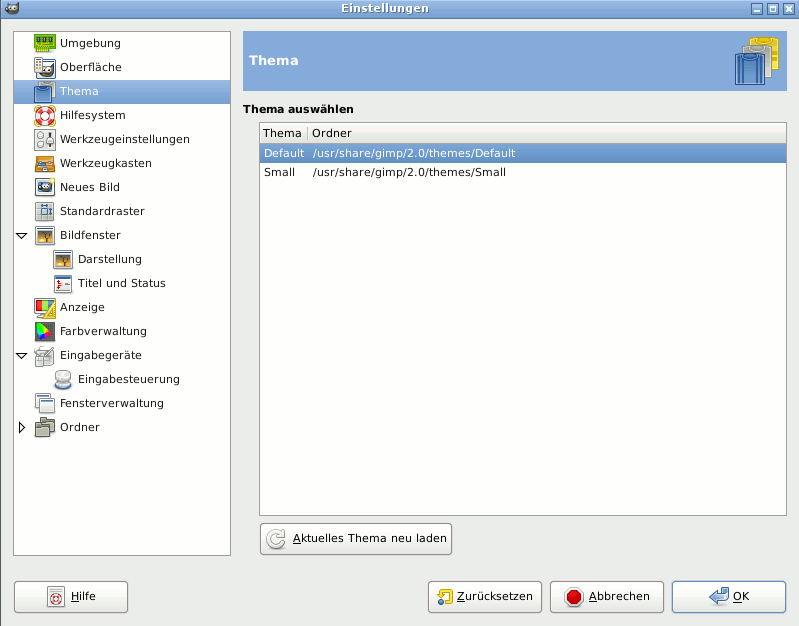 Einstellungen
Umgebung
Oberfläche
Thema
Hilfesystem
Werkzeugeinstellungen
Werkzeugkasten
Neues Bild
Standardraster
Bildfenster
Darstellung
Titel und Status
Anzeige
Farbverwaltung
Eingabegeräte
Eingabesteuerung
Fensterverwaltung
Ordner
Thema
Thema auswählen
Thema Ordner
Default /usr/share/gimp/2.0/themes/Default
Small /usr/share/gimp/2.0/themes/Small
Aktuelles Thema neu laden
Hilfe Zurücksetzen Abbrechen OK